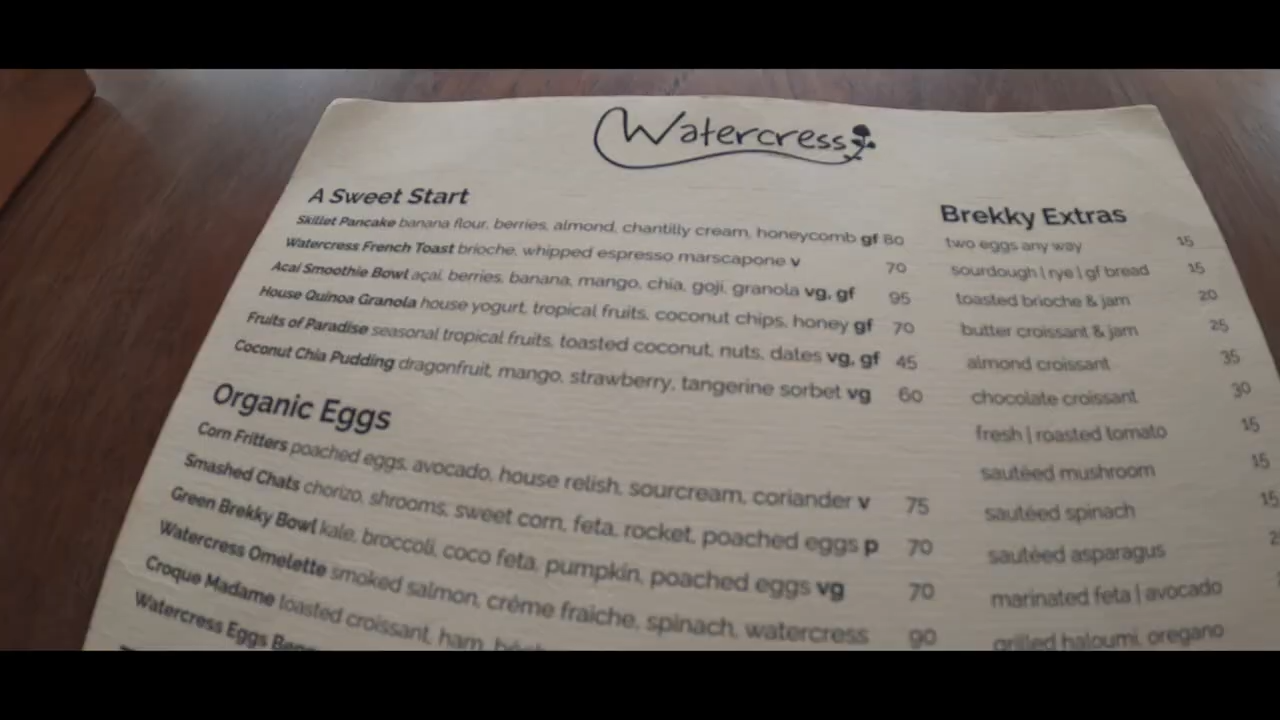 Watercress
A Sweet Start
Skillet Pancake banana flour, berries, almond, chantilly cream, honeycomb gf 80
Watercress French Toast brioche, whipped espresso marscapone v 70
Acai Smoothie Bowl açai, berries, banana, mango, chia, goji, granola vg, gf 95
House Quinoa Granola house yogurt, tropical fruits, coconut chips, honey gf 70
Fruits of Paradise seasonal tropical fruits, toasted coconut, nuts, dates vg, gf 45
Coconut Chia Pudding dragonfruit, mango, strawberry, tangerine sorbet vg 60
Organic Eggs
Corn Fritters poached eggs, avocado, house relish, sourcream, coriander v 75
Smashed Chats chorizo, shrooms, sweet corn, feta, rocket, poached eggs p 70
Green Brekky Bowl kale, broccoli, coco feta, pumpkin, poached eggs vg 70
Watercress Omelette smoked salmon, crème fraiche, spinach, watercress 90
Croque Madame toasted croissant, ham,
Watercress Eggs
Brekky Extras
two eggs any way 15
sourdough | rye | gf bread 15
toasted brioche & jam 20
butter croissant & jam 25
almond croissant 35
chocolate croissant 30
fresh | roasted tomato 15
sautéed mushroom 15
sautéed spinach 15
sautéed asparagus
marinated feta | avocado
grilled haloumi, oregano